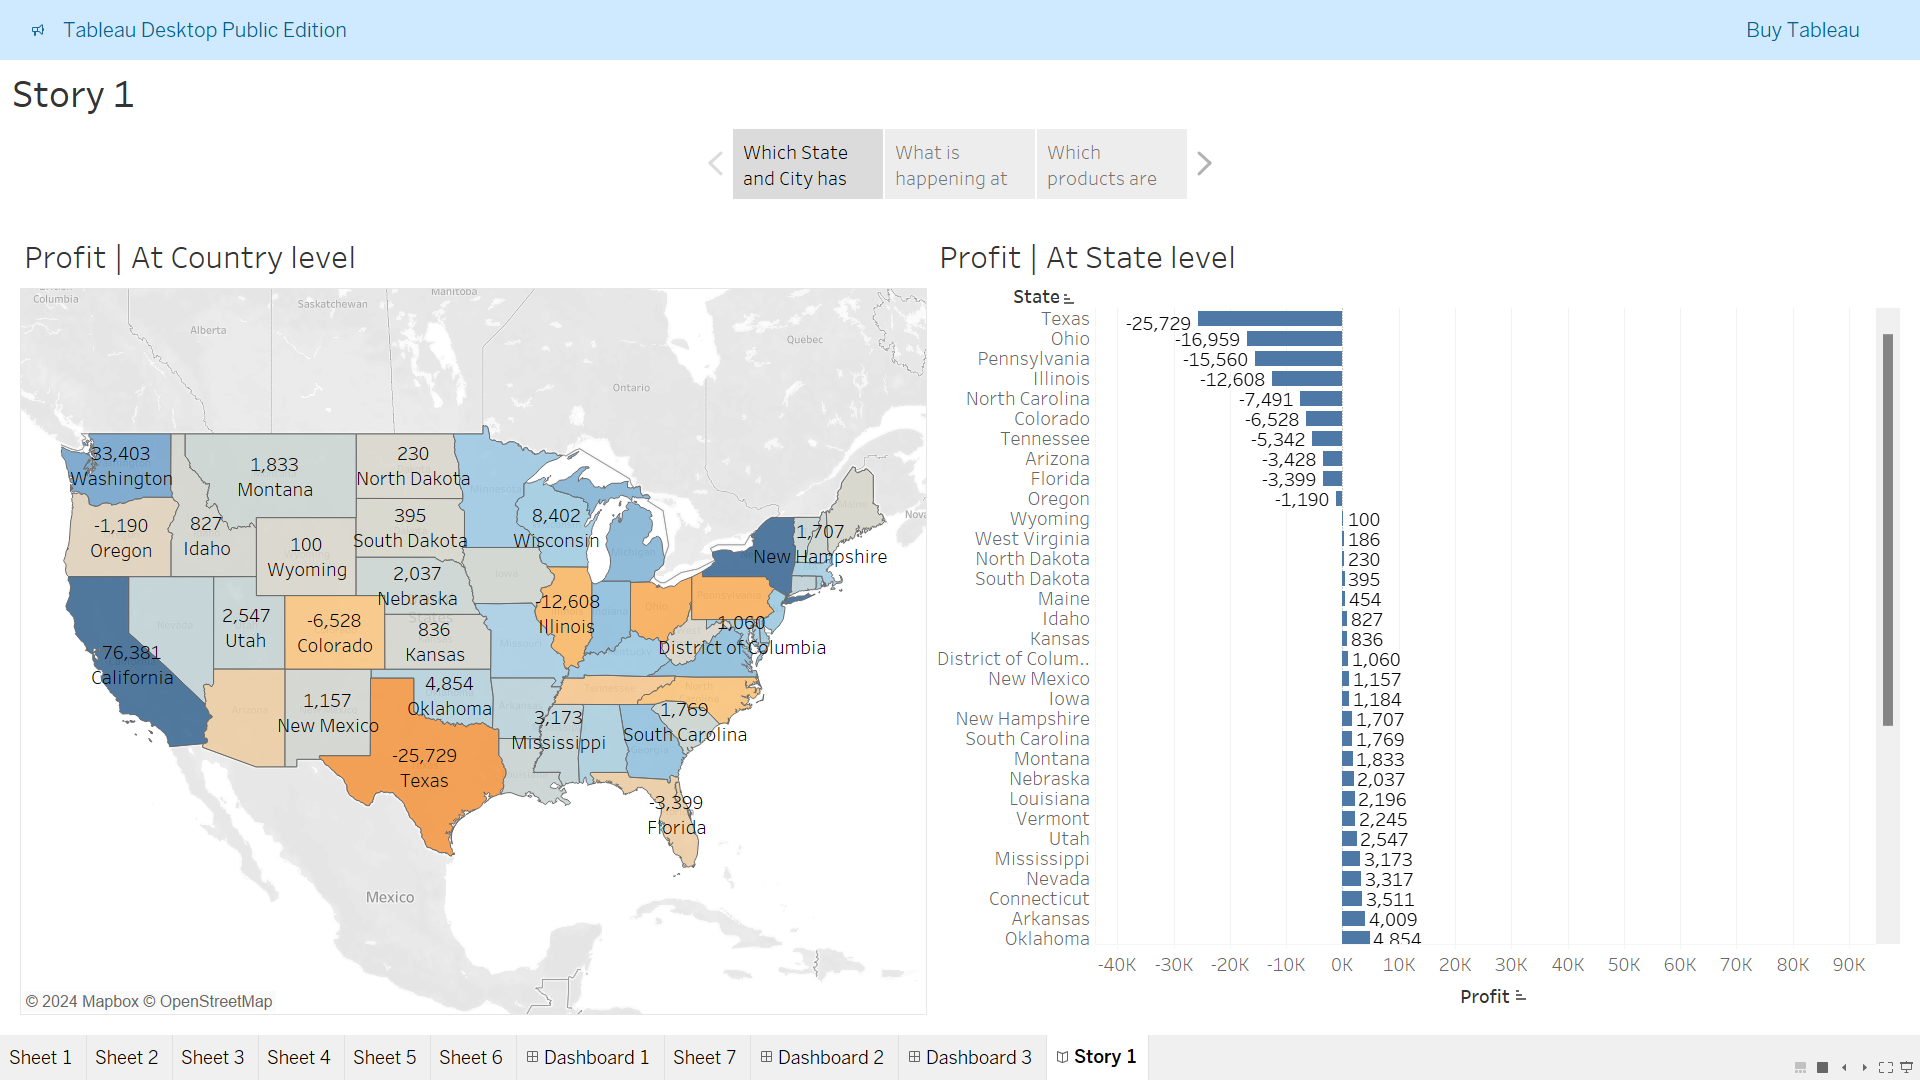 Tableau Desktop Public Edition
Buy Tableau
Story 1
Which State
and City has
What is
happening at
Which
products are
Profit | At Country level
Profit | At State level
Columbia
Alberta
Saskatchewan
Manitoba
Ontario
Quebec
Nova
33,403
Washington
1,833
Montana
230
North Dakota
-1,190
Oregon
827
Idaho
100
Wyoming
395
South Dakota
8,402
Wisconsin
1,707
New Hampshire
2,037
Nebraska
2,547
Utah
-6,528
Colorado
836
Kansas
-12,608
Illinois
1,060
District of Columbia
76,381
California
1,157
New Mexico
4,854
Oklahoma
3,173
Mississippi
1,769
South Carolina
-25,729
Texas
-3,399
Florida
Minnesota
Michigan
Iowa
Nevada
Missouri
Ohio
Pennsylvania
Tennessee
North
Arizona
Georgia
Mexico
© 2024 Mapbox © OpenStreetMap
State
Texas -25,729
Ohio -16,959
Pennsylvania -15,560
Illinois -12,608
North Carolina -7,491
Colorado -6,528
Tennessee -5,342
Arizona -3,428
Florida -3,399
Oregon -1,190
Wyoming 100
West Virginia 186
North Dakota 230
South Dakota 395
Maine 454
Idaho 827
Kansas 836
District of Colum.. 1,060
New Mexico 1,157
Iowa 1,184
New Hampshire 1,707
South Carolina 1,769
Montana 1,833
Nebraska 2,037
Louisiana 2,196
Vermont 2,245
Utah 2,547
Mississippi 3,173
Nevada 3,317
Connecticut 3,511
Arkansas 4,009
Oklahoma 4,854
-40K -30K -20K -10K 0K 10K 20K 30K 40K 50K 60K 70K 80K 90K
Profit
Sheet 1 Sheet 2 Sheet 3 Sheet 4 Sheet 5 Sheet 6 Dashboard 1 Sheet 7 Dashboard 2 Dashboard 3 Story 1